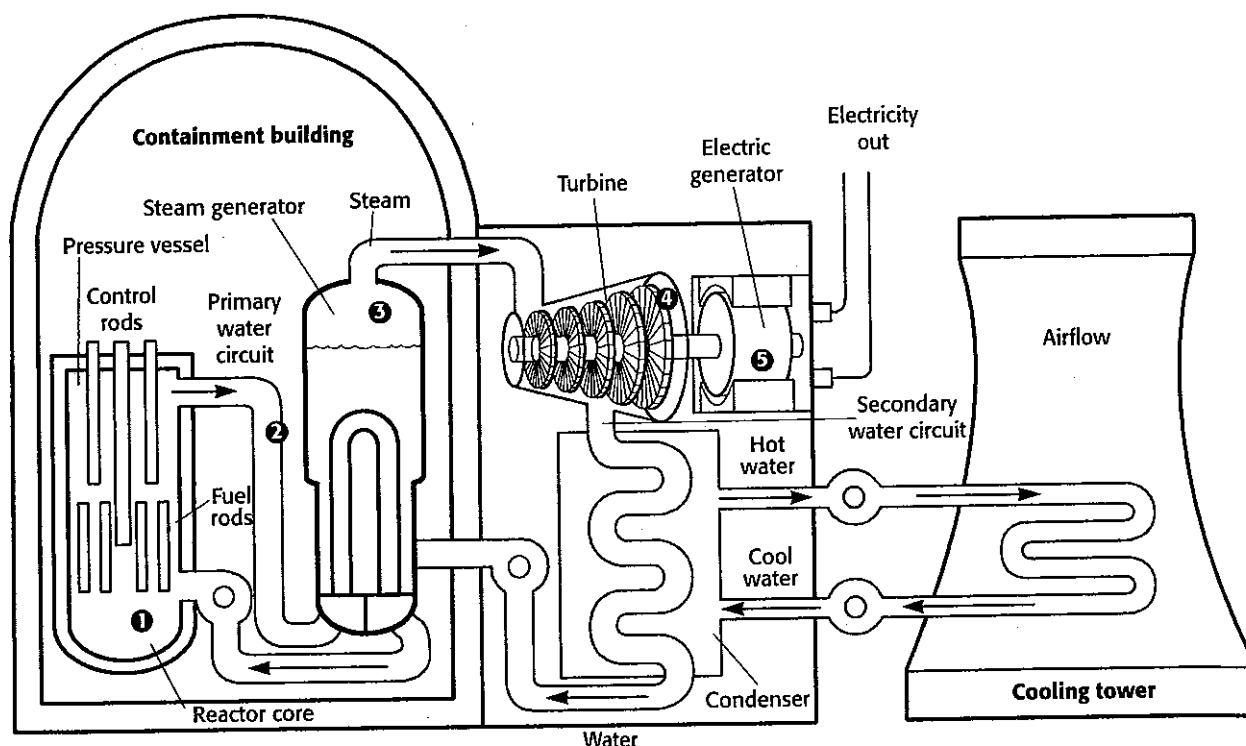 Containment building
Steam generator
Steam
Pressure vessel
Control
rods
Primary
water
circuit
Fuel
rods
Reactor core
Turbine
Electric
generator
Electricity
out
Secondary
water circuit
Hot
water
Cool
water
Condenser
Water
Airflow
Cooling tower
1
2
3
4
5